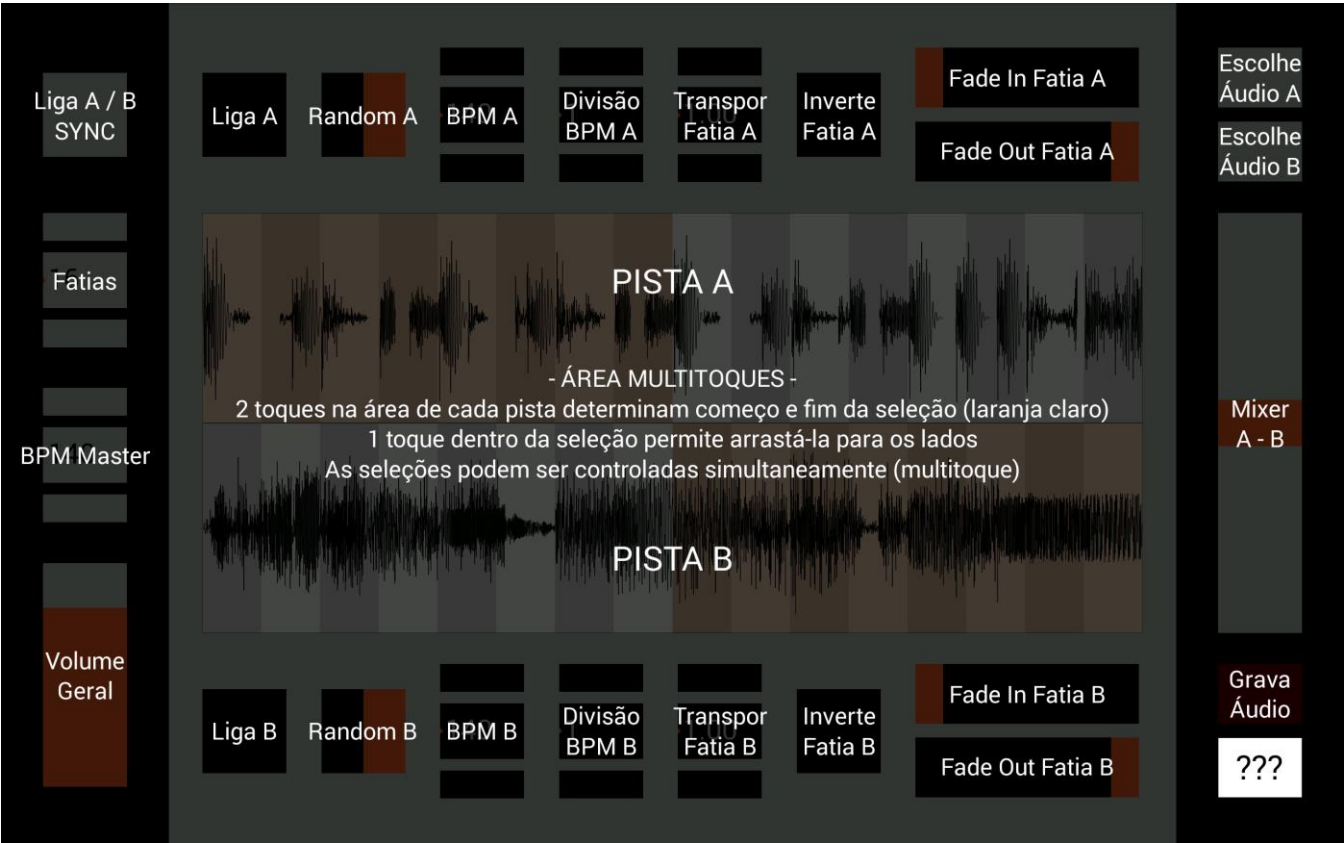 Liga A / B
SYNC
Liga A
Random A
BPM A
Divisão
BPM A
Transpor
Fatia A
Inverte
Fatia A
Fade In Fatia A
Fade Out Fatia A
Escolhe
Áudio A
Escolhe
Áudio B
Fatias
BPM Master
Volume
Geral
PISTA A
- ÁREA MULTITOQUES -
2 toques na área de cada pista determinam começo e fim da seleção (laranja claro)
1 toque dentro da seleção permite arrastá-la para os lados
As seleções podem ser controladas simultaneamente (multitoque)
PISTA B
Mixer
A - B
Liga B
Random B
BPM B
Divisão
BPM B
Transpor
Fatia B
Inverte
Fatia B
Fade In Fatia B
Fade Out Fatia B
Grava
Áudio
???